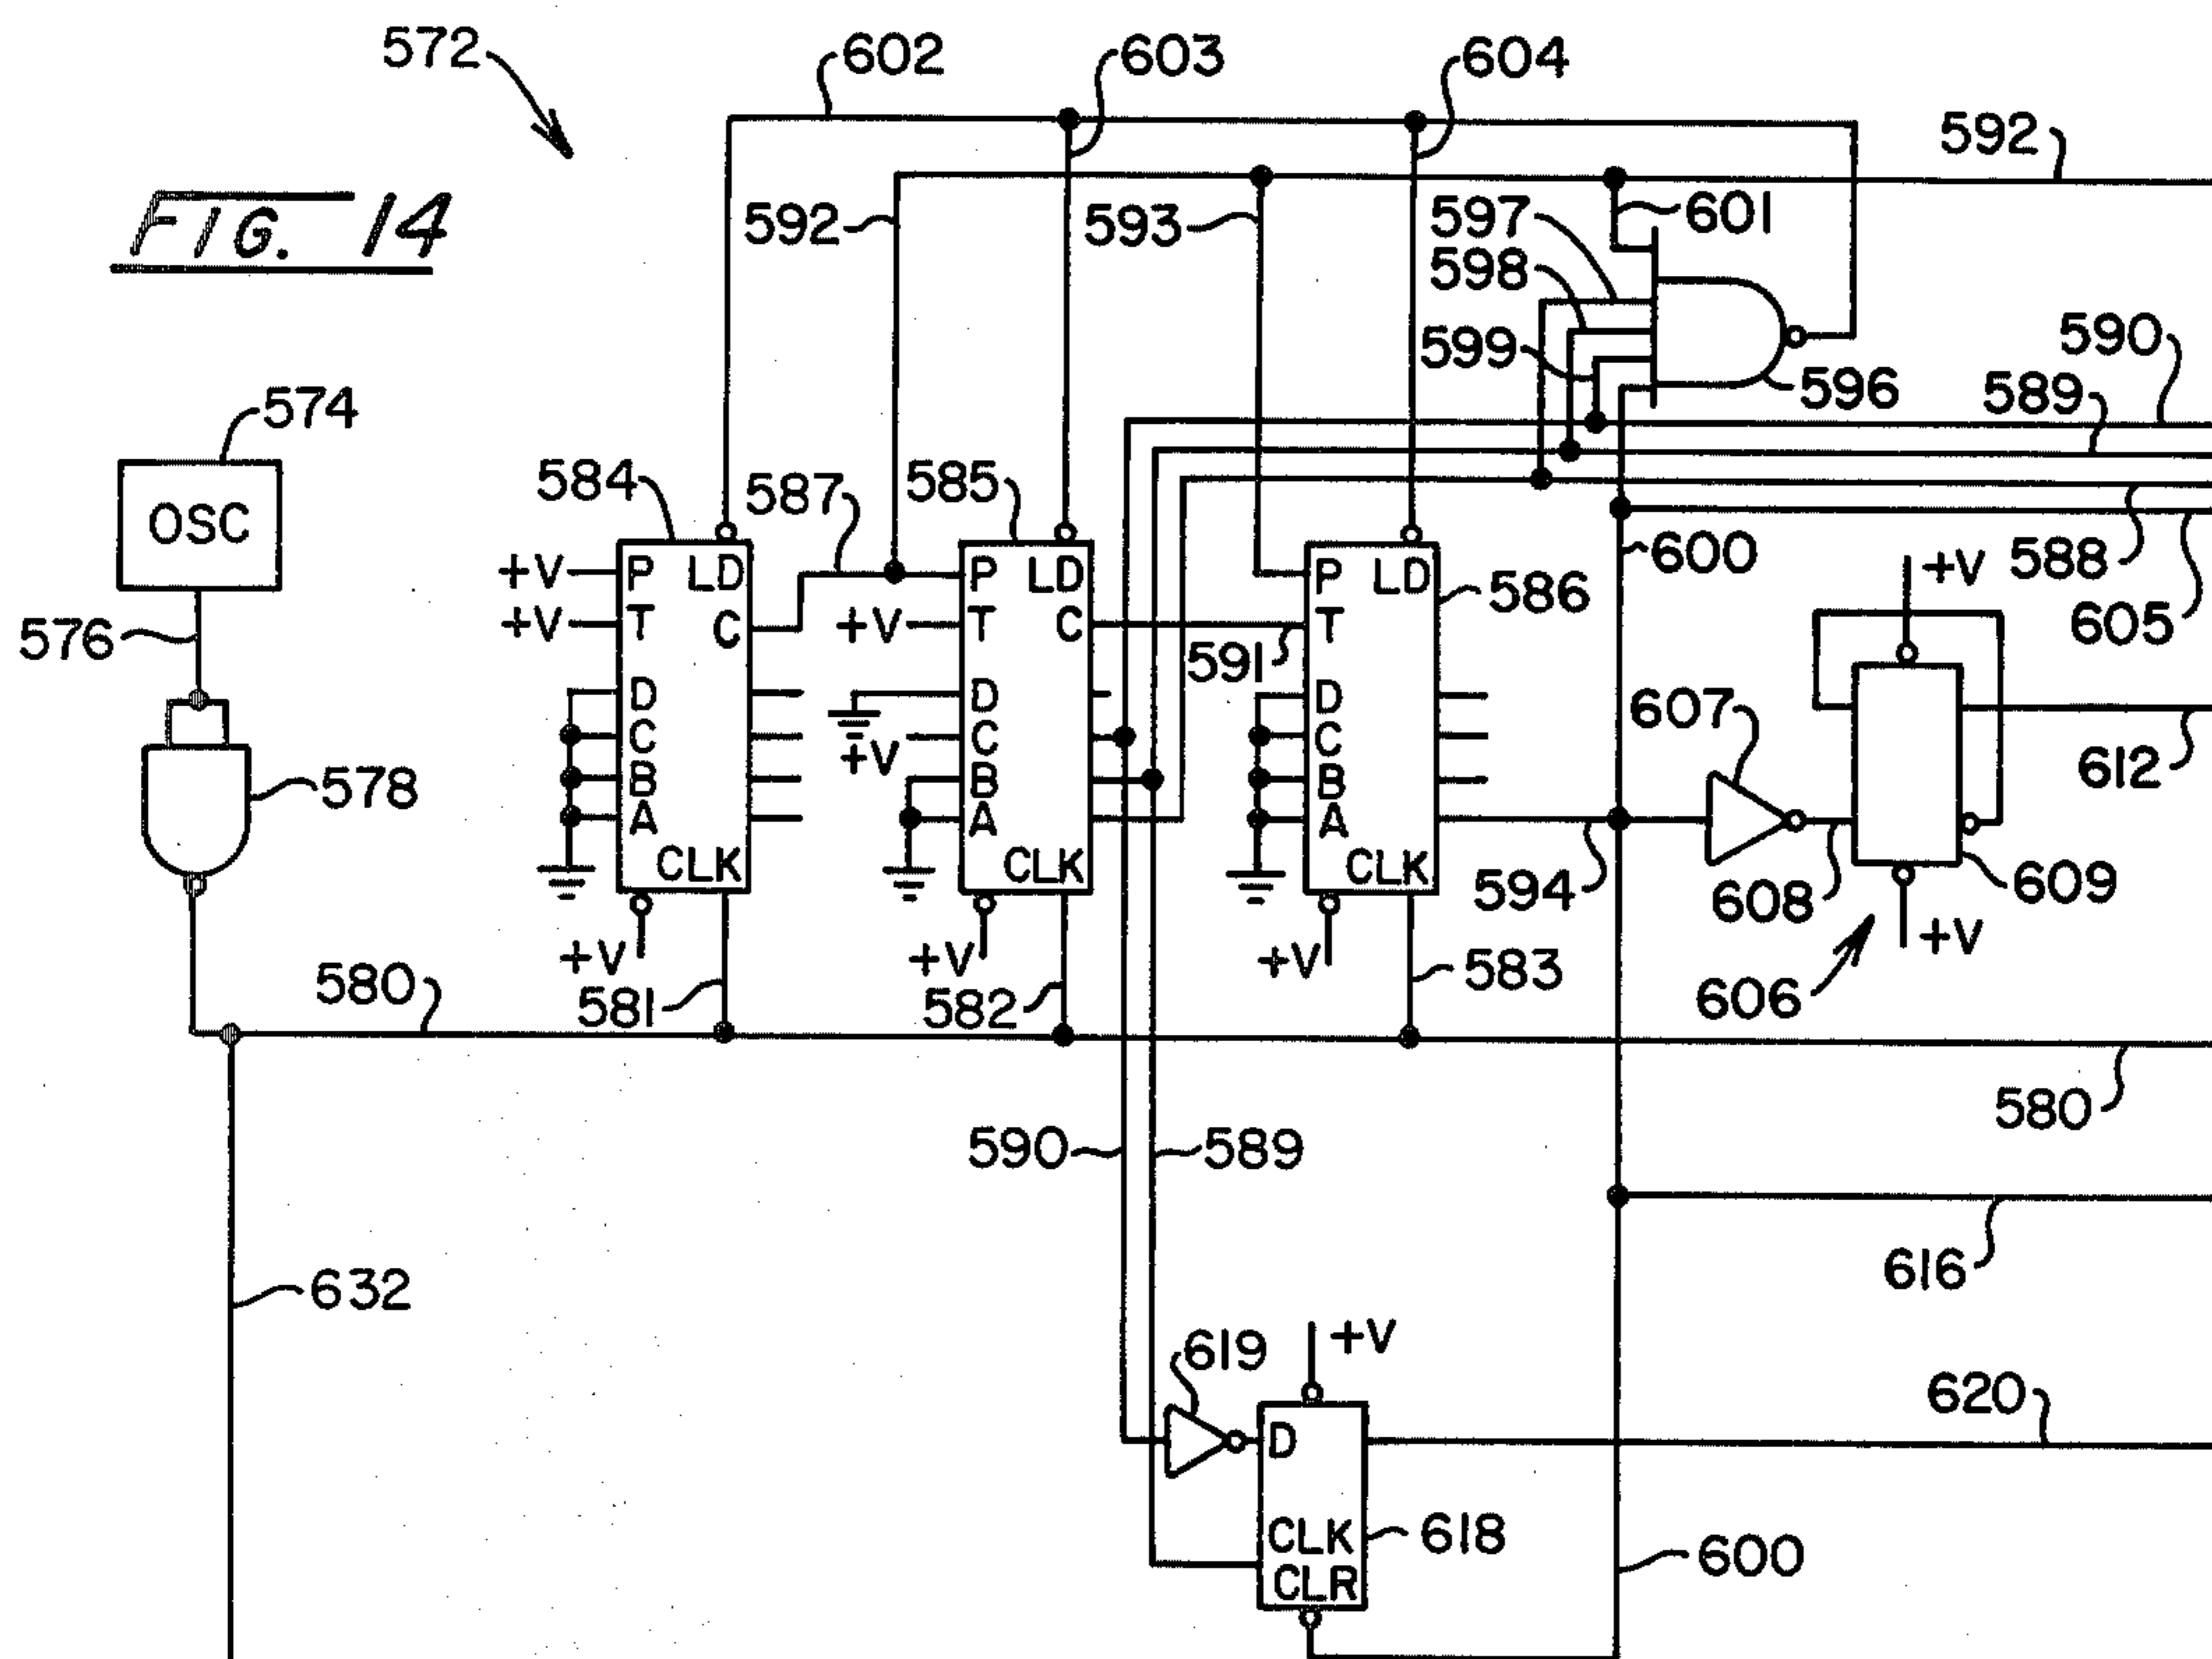 572
602
603
604
592
FIG. 14
592
593
601
597
598
599
596
590
589
574
OSC
584
587
585
576
+V
P
LD
+V
T
C
P
LD
+V
T
C
P
LD
T
586
591
600
588
605
+V
D
C
B
A
CLK
D
C
+V
B
A
CLK
D
C
B
A
CLK
607
612
578
594
608
609
+V
606
+V
581
+V
582
+V
583
580
580
590
589
616
632
619
+V
620
D
CLK
CLR
618
600